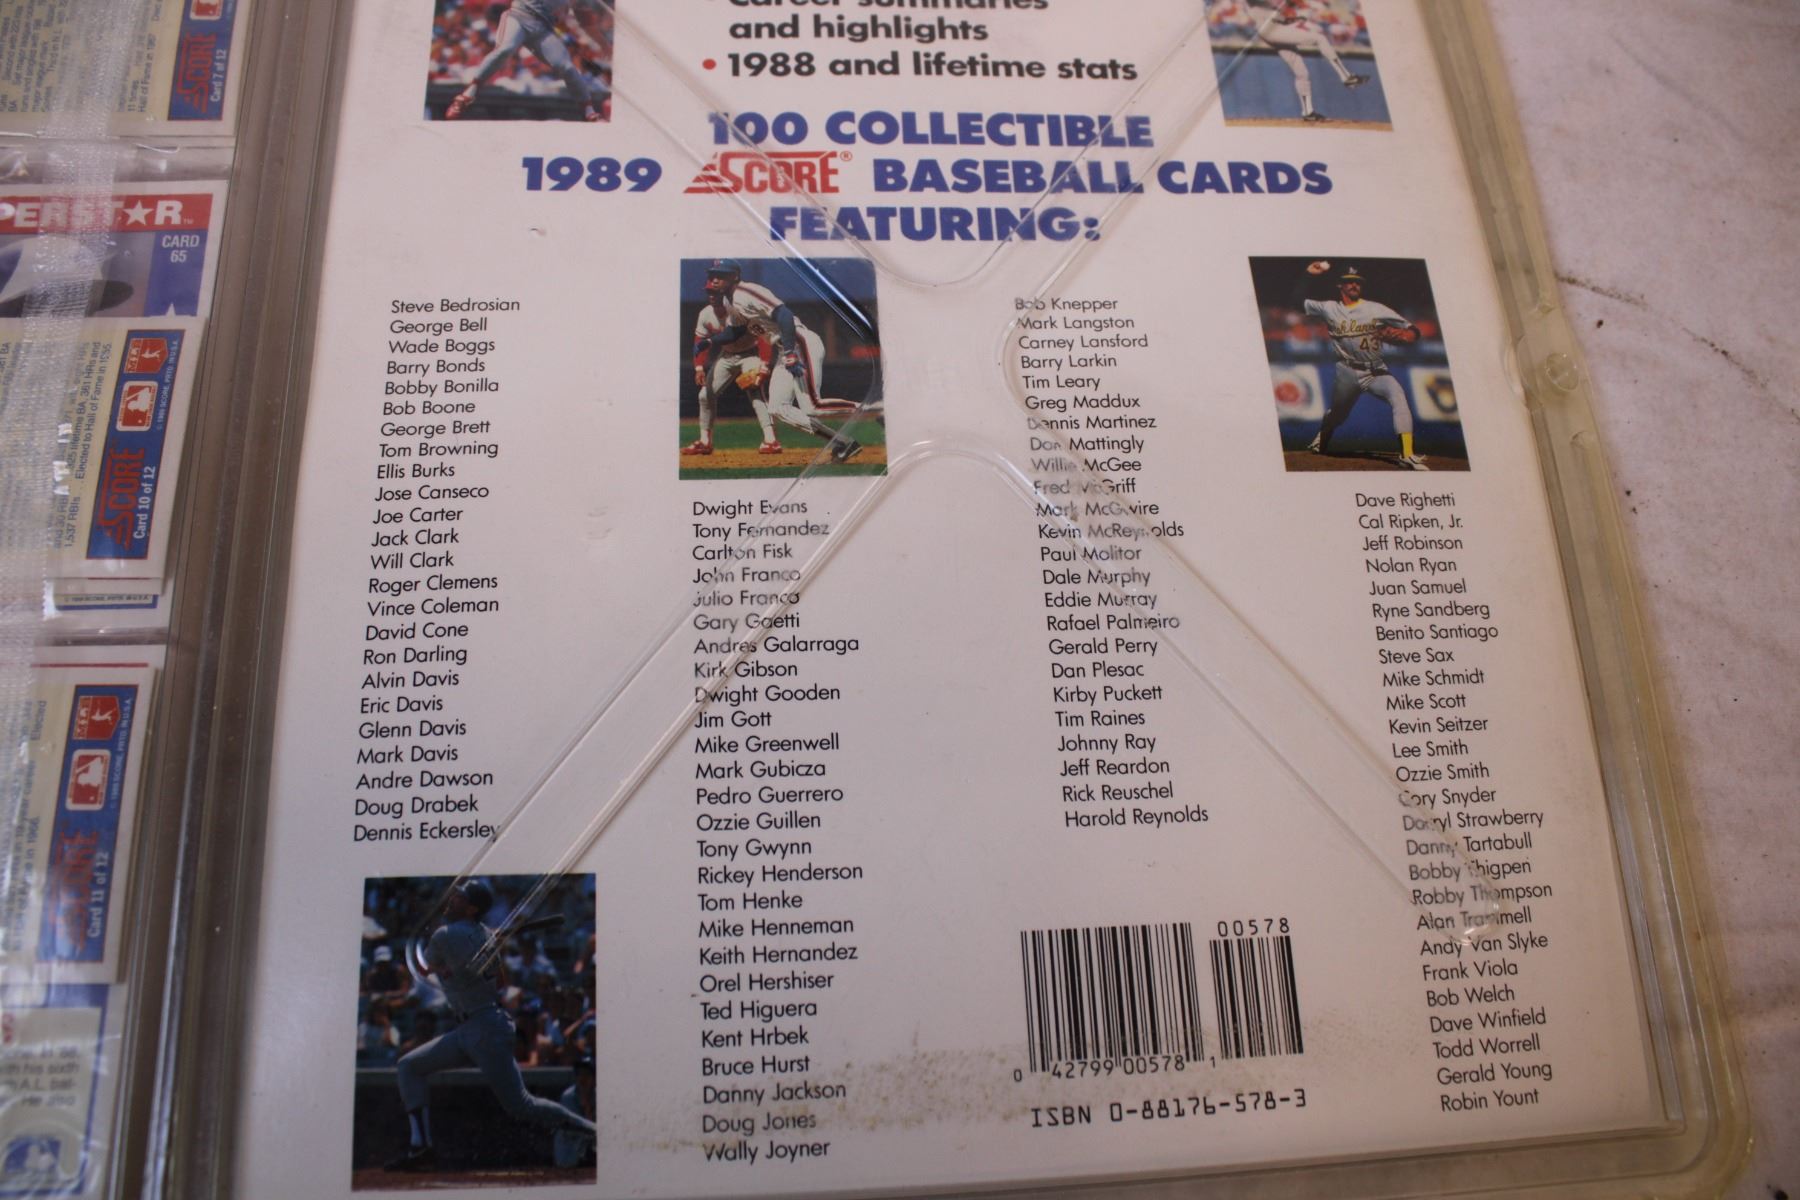 Career summaries
and highlights
• 1988 and lifetime stats
100 COLLECTIBLE
1989 SCORE® BASEBALL CARDS
FEATURING:
Steve Bedrosian
George Bell
Wade Boggs
Barry Bonds
Bobby Bonilla
Bob Boone
George Brett
Tom Browning
Ellis Burks
Jose Canseco
Joe Carter
Jack Clark
Will Clark
Roger Clemens
Vince Coleman
David Cone
Ron Darling
Alvin Davis
Eric Davis
Glenn Davis
Mark Davis
Andre Dawson
Doug Drabek
Dennis Eckersley
Dwight Evans
Tony Fernandez
Carlton Fisk
John Franco
Julio Franco
Gary Gaetti
Andres Galarraga
Kirk Gibson
Dwight Gooden
Jim Gott
Mike Greenwell
Mark Gubicza
Pedro Guerrero
Ozzie Guillen
Tony Gwynn
Rickey Henderson
Tom Henke
Mike Henneman
Keith Hernandez
Orel Hershiser
Ted Higuera
Kent Hrbek
Bruce Hurst
Danny Jackson
Doug Jones
Wally Joyner
Bob Knepper
Mark Langston
Carney Lansford
Barry Larkin
Tim Leary
Greg Maddux
Dennis Martinez
Don Mattingly
Willie McGee
Fred McGriff
Mark McGwire
Kevin McReynolds
Paul Molitor
Dale Murphy
Eddie Murray
Rafael Palmeiro
Gerald Perry
Dan Plesac
Kirby Puckett
Tim Raines
Johnny Ray
Jeff Reardon
Rick Reuschel
Harold Reynolds
Dave Righetti
Cal Ripken, Jr.
Jeff Robinson
Nolan Ryan
Juan Samuel
Ryne Sandberg
Benito Santiago
Steve Sax
Mike Schmidt
Mike Scott
Kevin Seitzer
Lee Smith
Ozzie Smith
Cory Snyder
Darryl Strawberry
Danny Tartabull
Bobby Thigpen
Robby Thompson
Alan Trammell
Andy Van Slyke
Frank Viola
Bob Welch
Dave Winfield
Todd Worrell
Gerald Young
Robin Yount
00578
0 42799 00578 1
ISBN 0-88176-578-3
SCORE
Card 7 of 12
PERST★R™
CARD
65
SCORE
Card 10 of 12
SCORE
Card 11 of 12
43